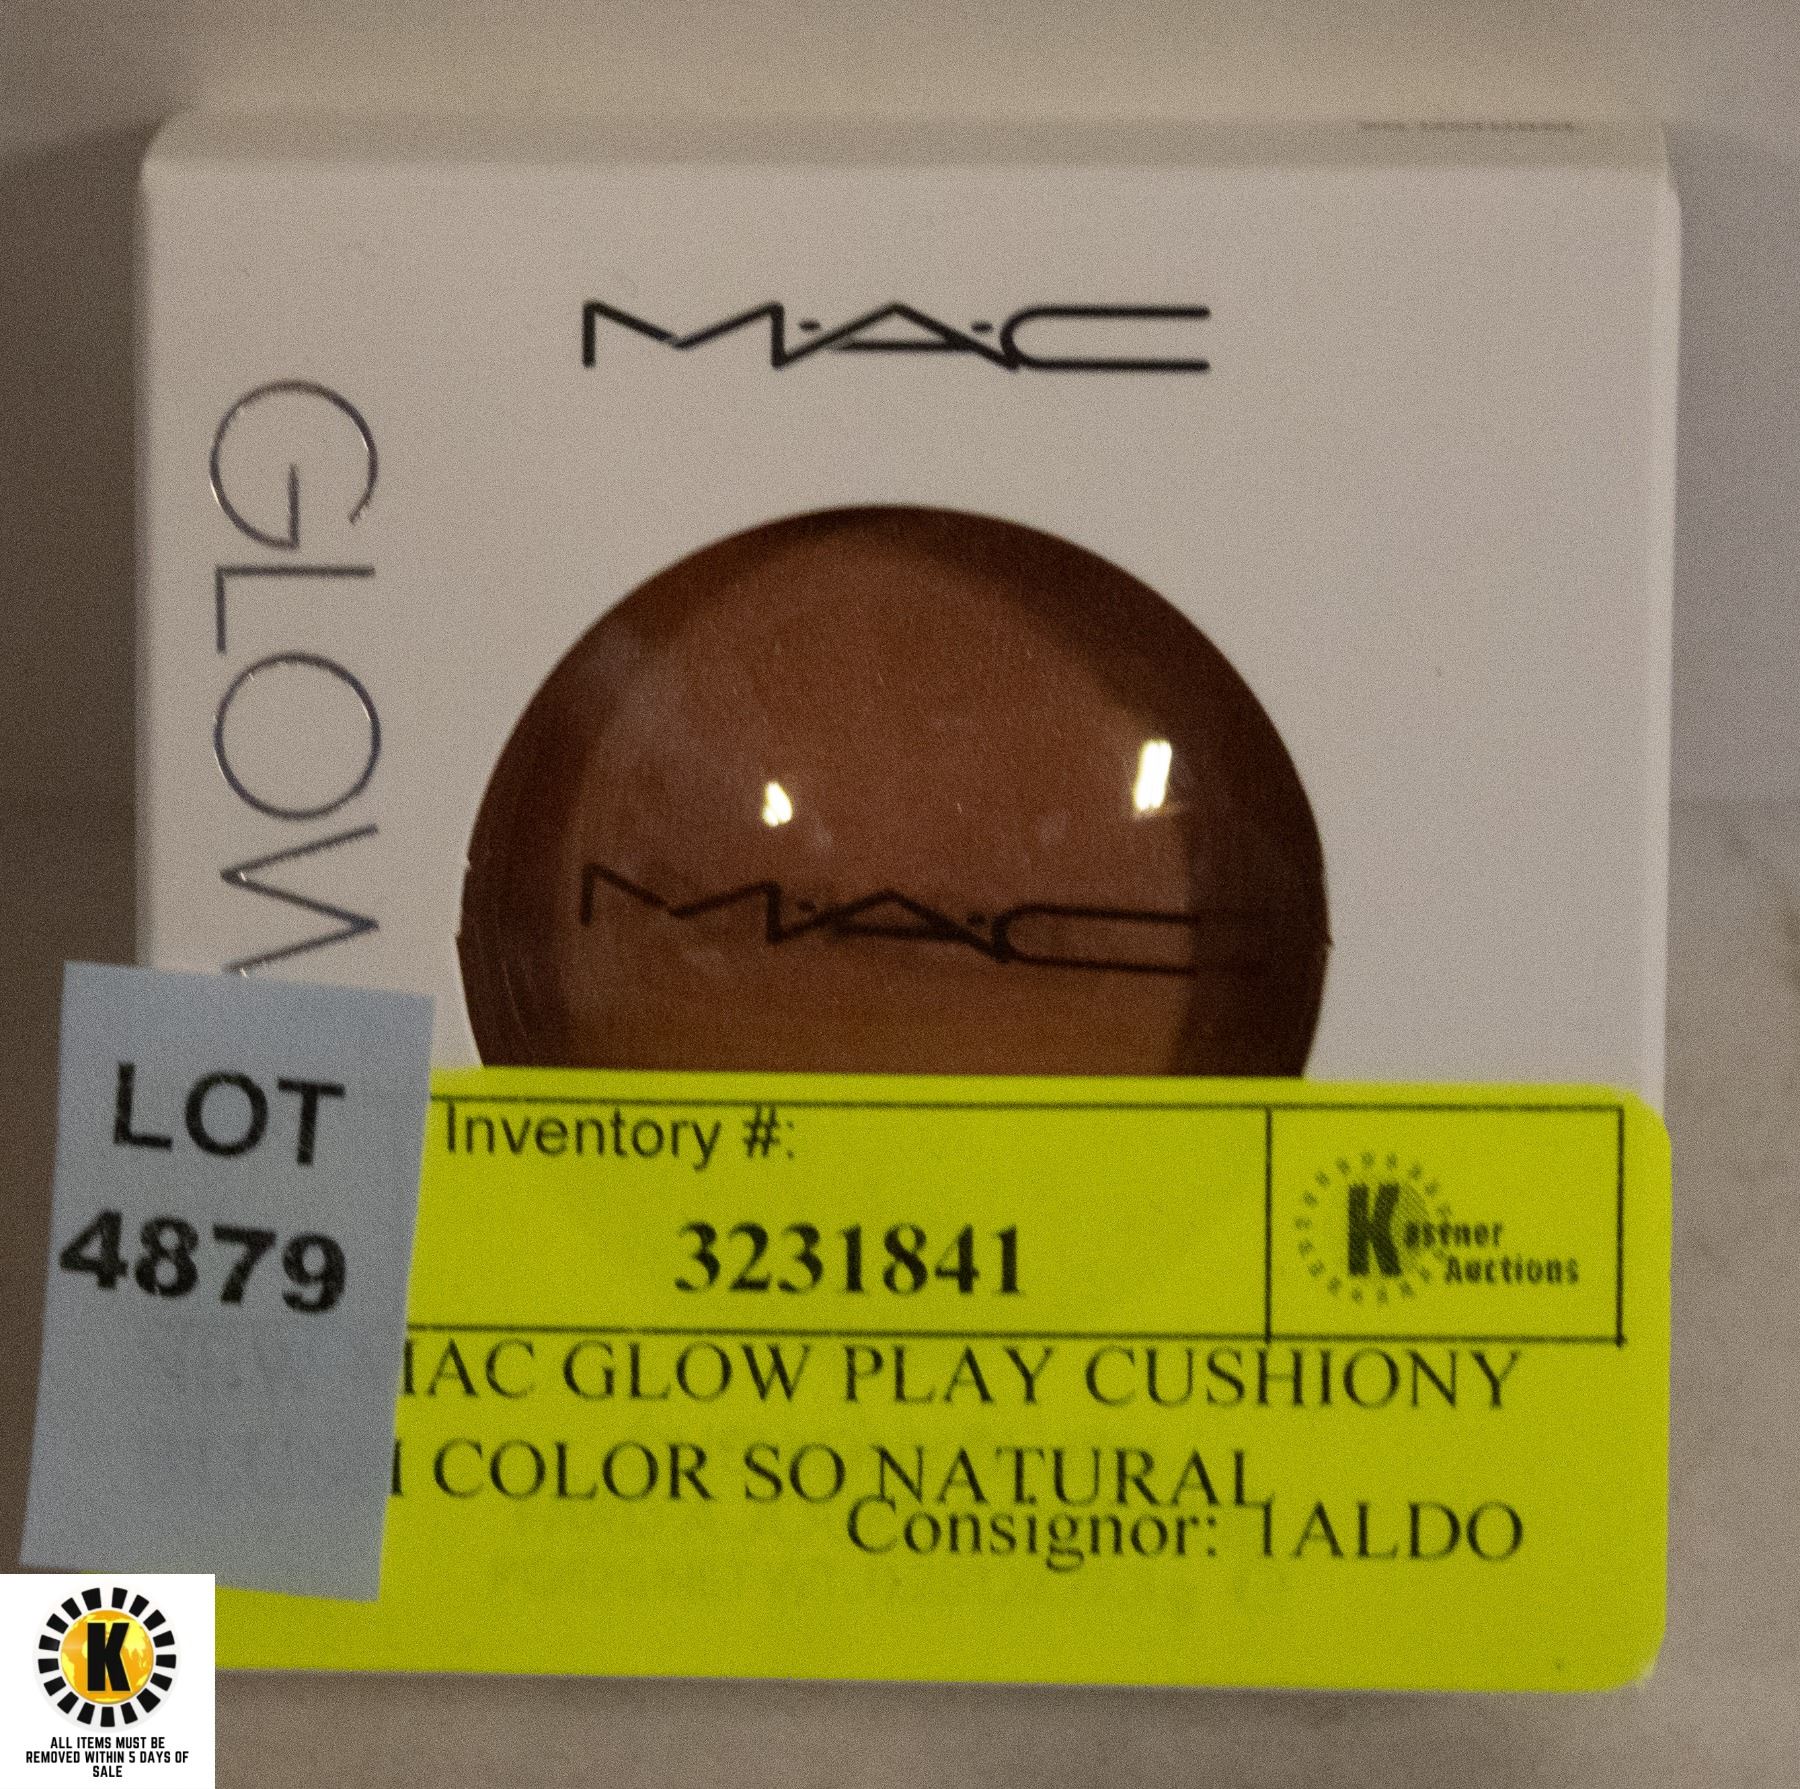 M·A·C
GLOW
M·A·C
LOT
4879
Inventory #:
3231841
Kastner
Auctions
IAC GLOW PLAY CUSHIONY
COLOR SO NATURAL
Consignor: 1ALDO
K
ALL ITEMS MUST BE
REMOVED WITHIN 5 DAYS OF
SALE